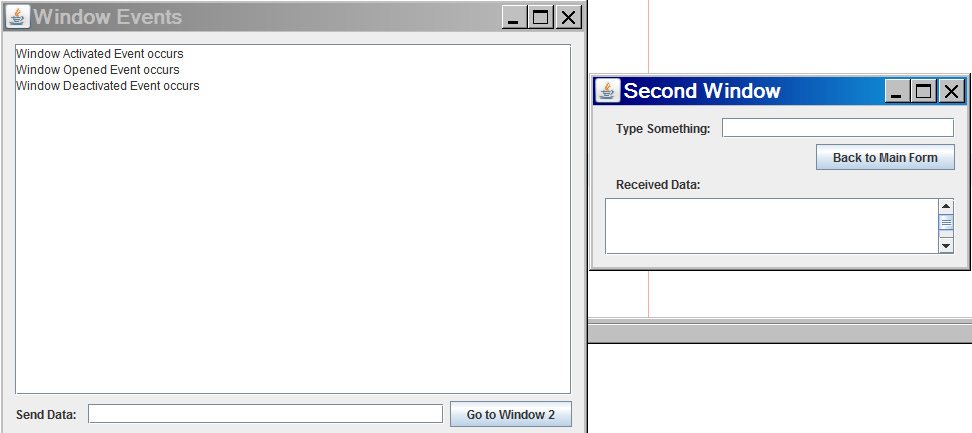 Window Events
Window Activated Event occurs
Window Opened Event occurs
Window Deactivated Event occurs
Send Data:
Go to Window 2
Second Window
Type Something:
Back to Main Form
Received Data: